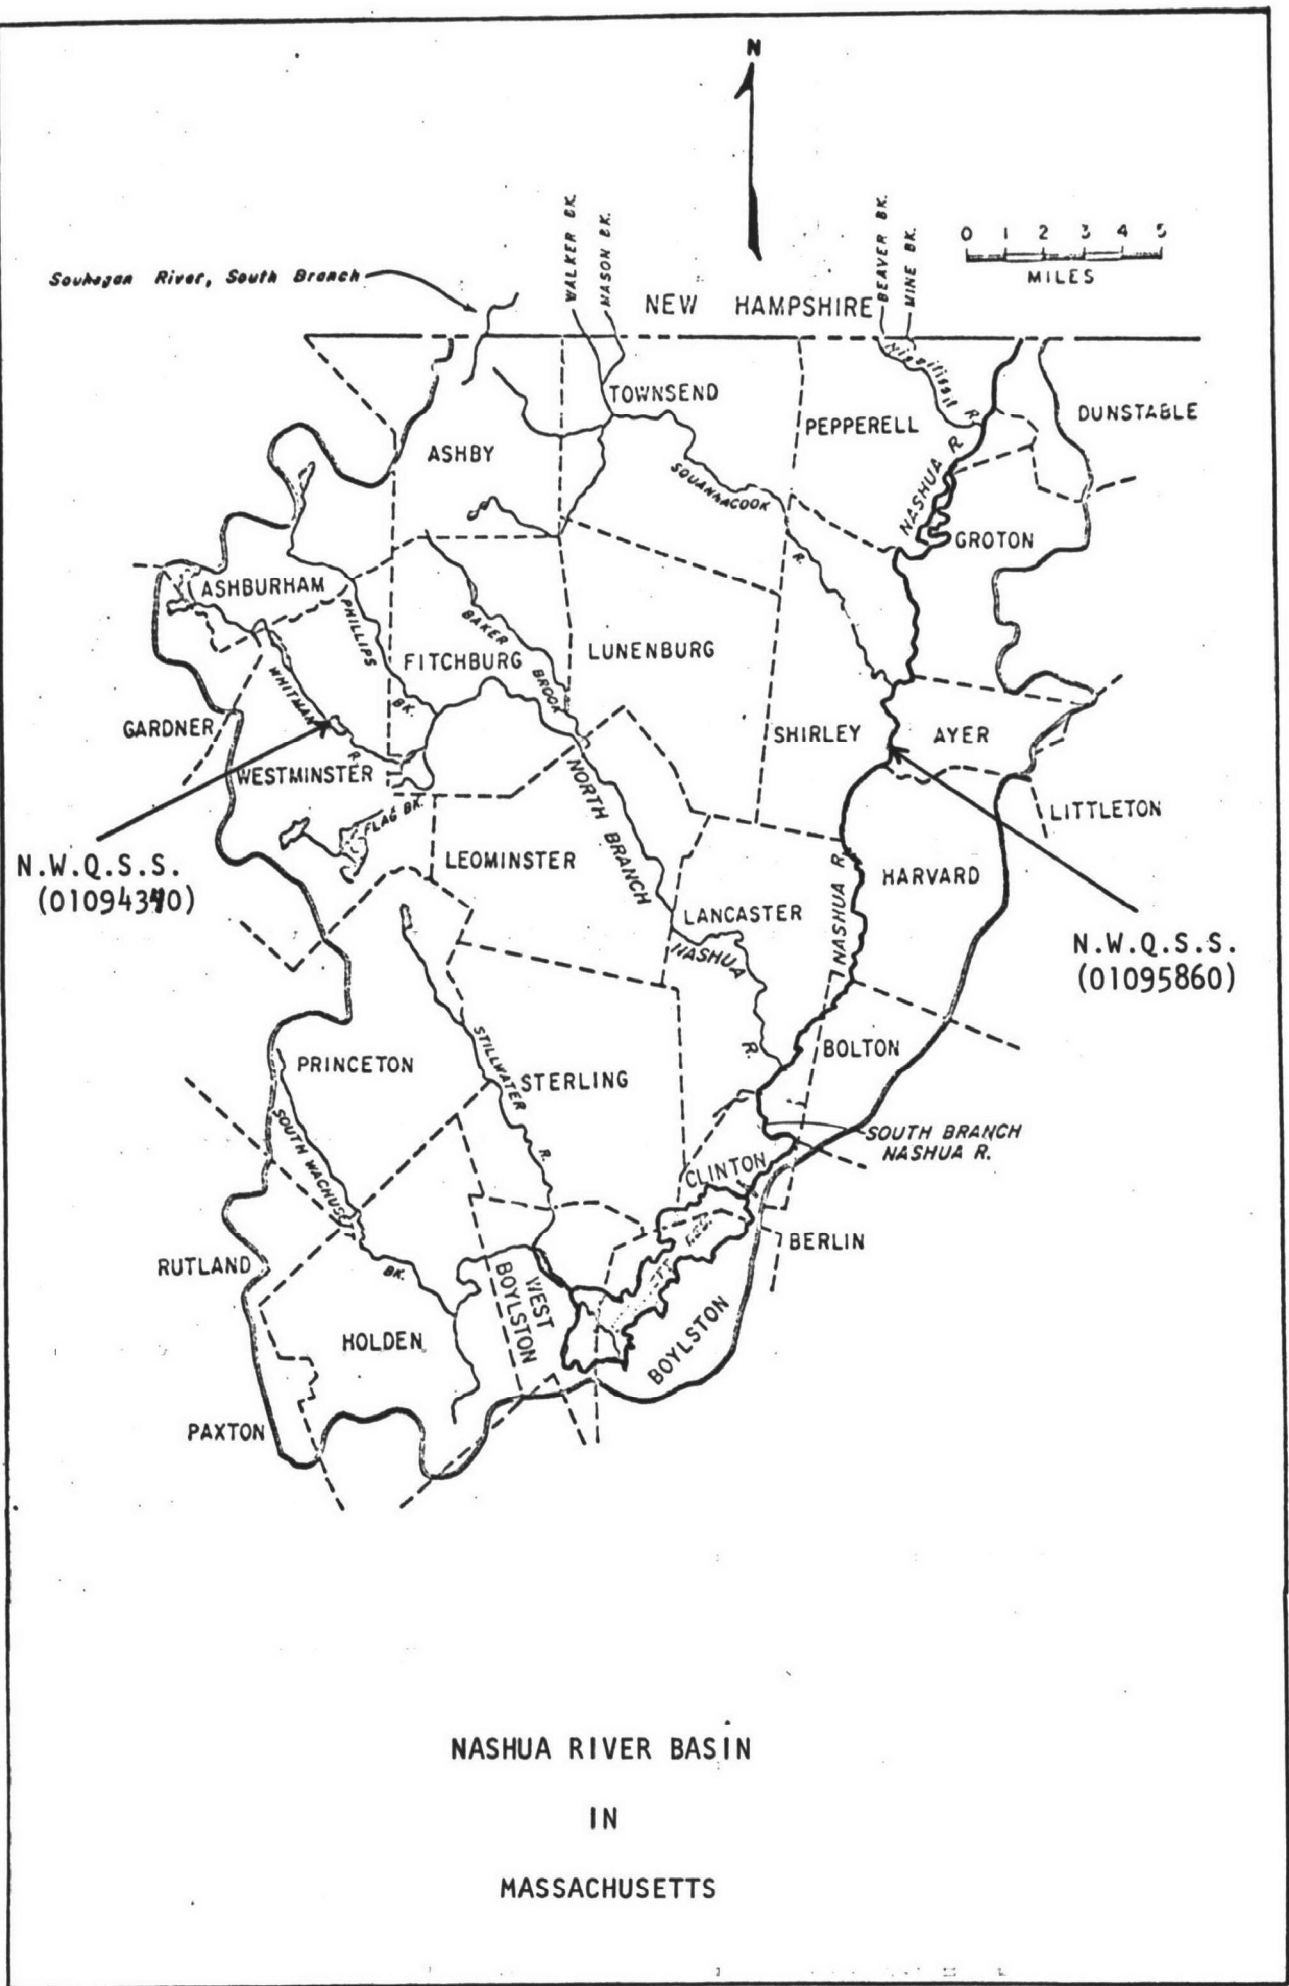 N
WALKER BK.
MASON BK.
BEAVER BK.
MINE BK.
0 1 2 3 4 5
MILES
Souhegan River, South Branch
NEW HAMPSHIRE
Nissitissit R.
TOWNSEND
PEPPERELL
DUNSTABLE
ASHBY
SQUANNACOOK R.
NASHUA R.
GROTON
ASHBURHAM
PHILLIPS BK.
BAKER BROOK
FITCHBURG
LUNENBURG
WHITMAN R.
GARDNER
SHIRLEY
AYER
WESTMINSTER
NORTH BRANCH
LITTLETON
FLAG BK.
N.W.Q.S.S.
(01094340)
LEOMINSTER
HARVARD
LANCASTER
NASHUA R.
NASHUA R.
N.W.Q.S.S.
(01095860)
PRINCETON
STILLWATER R.
STERLING
BOLTON
SOUTH WACHUSETT BK.
SOUTH BRANCH
NASHUA R.
CLINTON
RUTLAND
BERLIN
WEST
BOYLSTON
HOLDEN
BOYLSTON
PAXTON
NASHUA RIVER BASIN
IN
MASSACHUSETTS